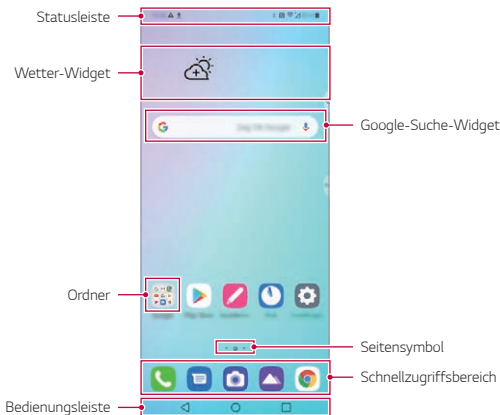 Statusleiste
Wetter-Widget
Google-Suche-Widget
Ordner
Seitensymbol
Schnellzugriffsbereich
Bedienungsleiste